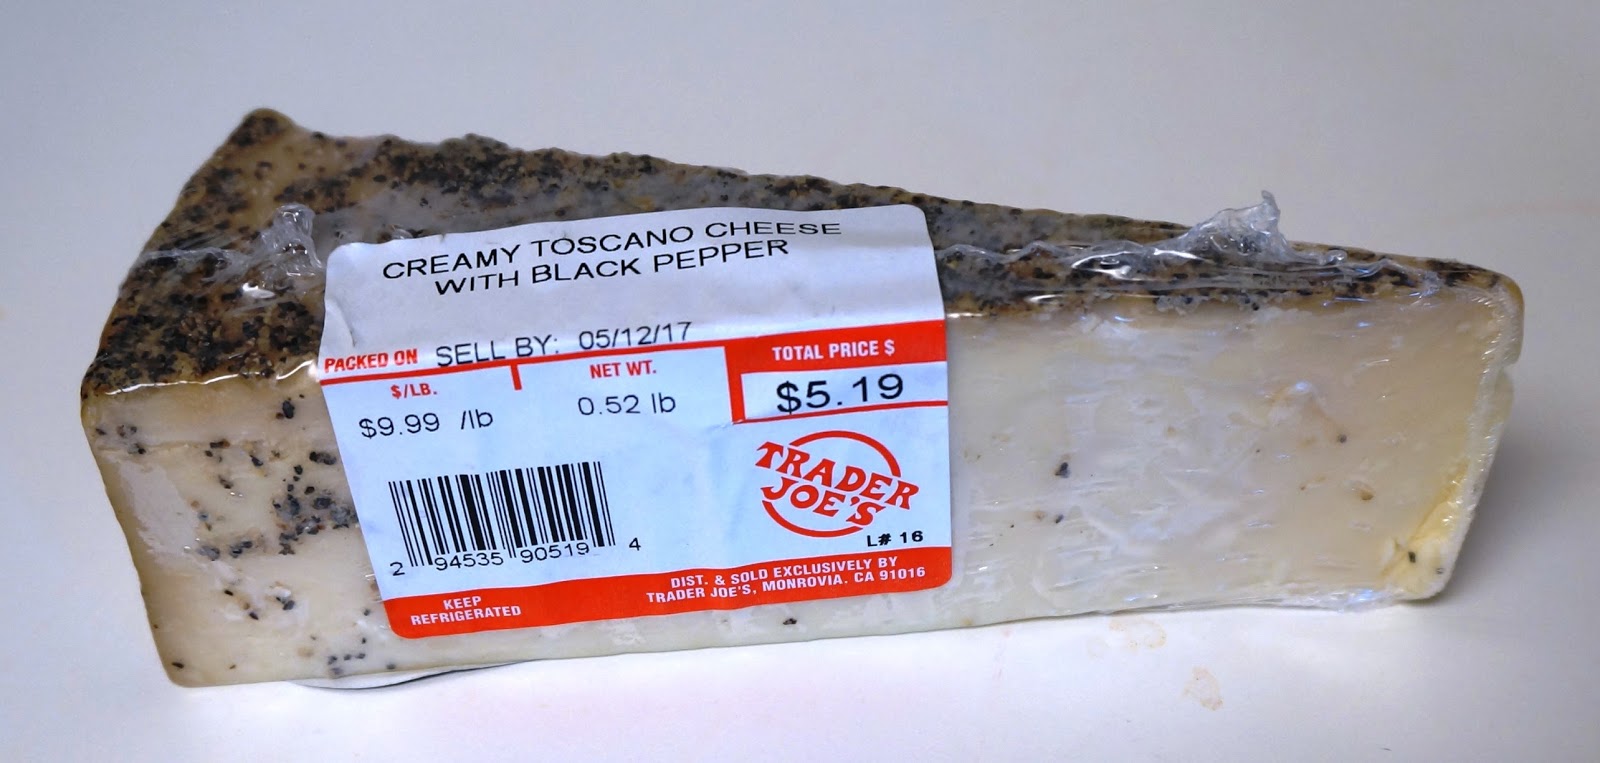 CREAMY TOSCANO CHEESE
WITH BLACK PEPPER
PACKED ON SELL BY: 05/12/17
$/LB.
$9.99 /lb
NET WT.
0.52 lb
TOTAL PRICE $
$5.19
TRADER
JOE'S
L# 16
2 94535 90519 4
KEEP
REFRIGERATED
DIST. & SOLD EXCLUSIVELY BY
TRADER JOE'S, MONROVIA. CA 91016